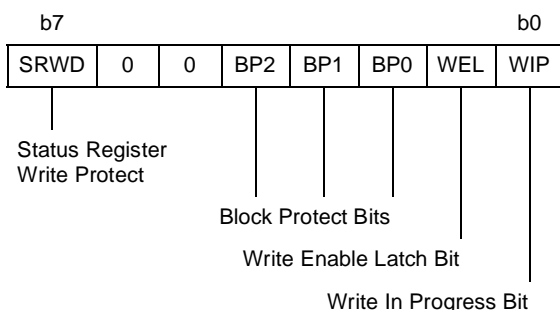 b7 b0
SRWD 0 0 BP2 BP1 BP0 WEL WIP
Status Register
Write Protect
Block Protect Bits
Write Enable Latch Bit
Write In Progress Bit